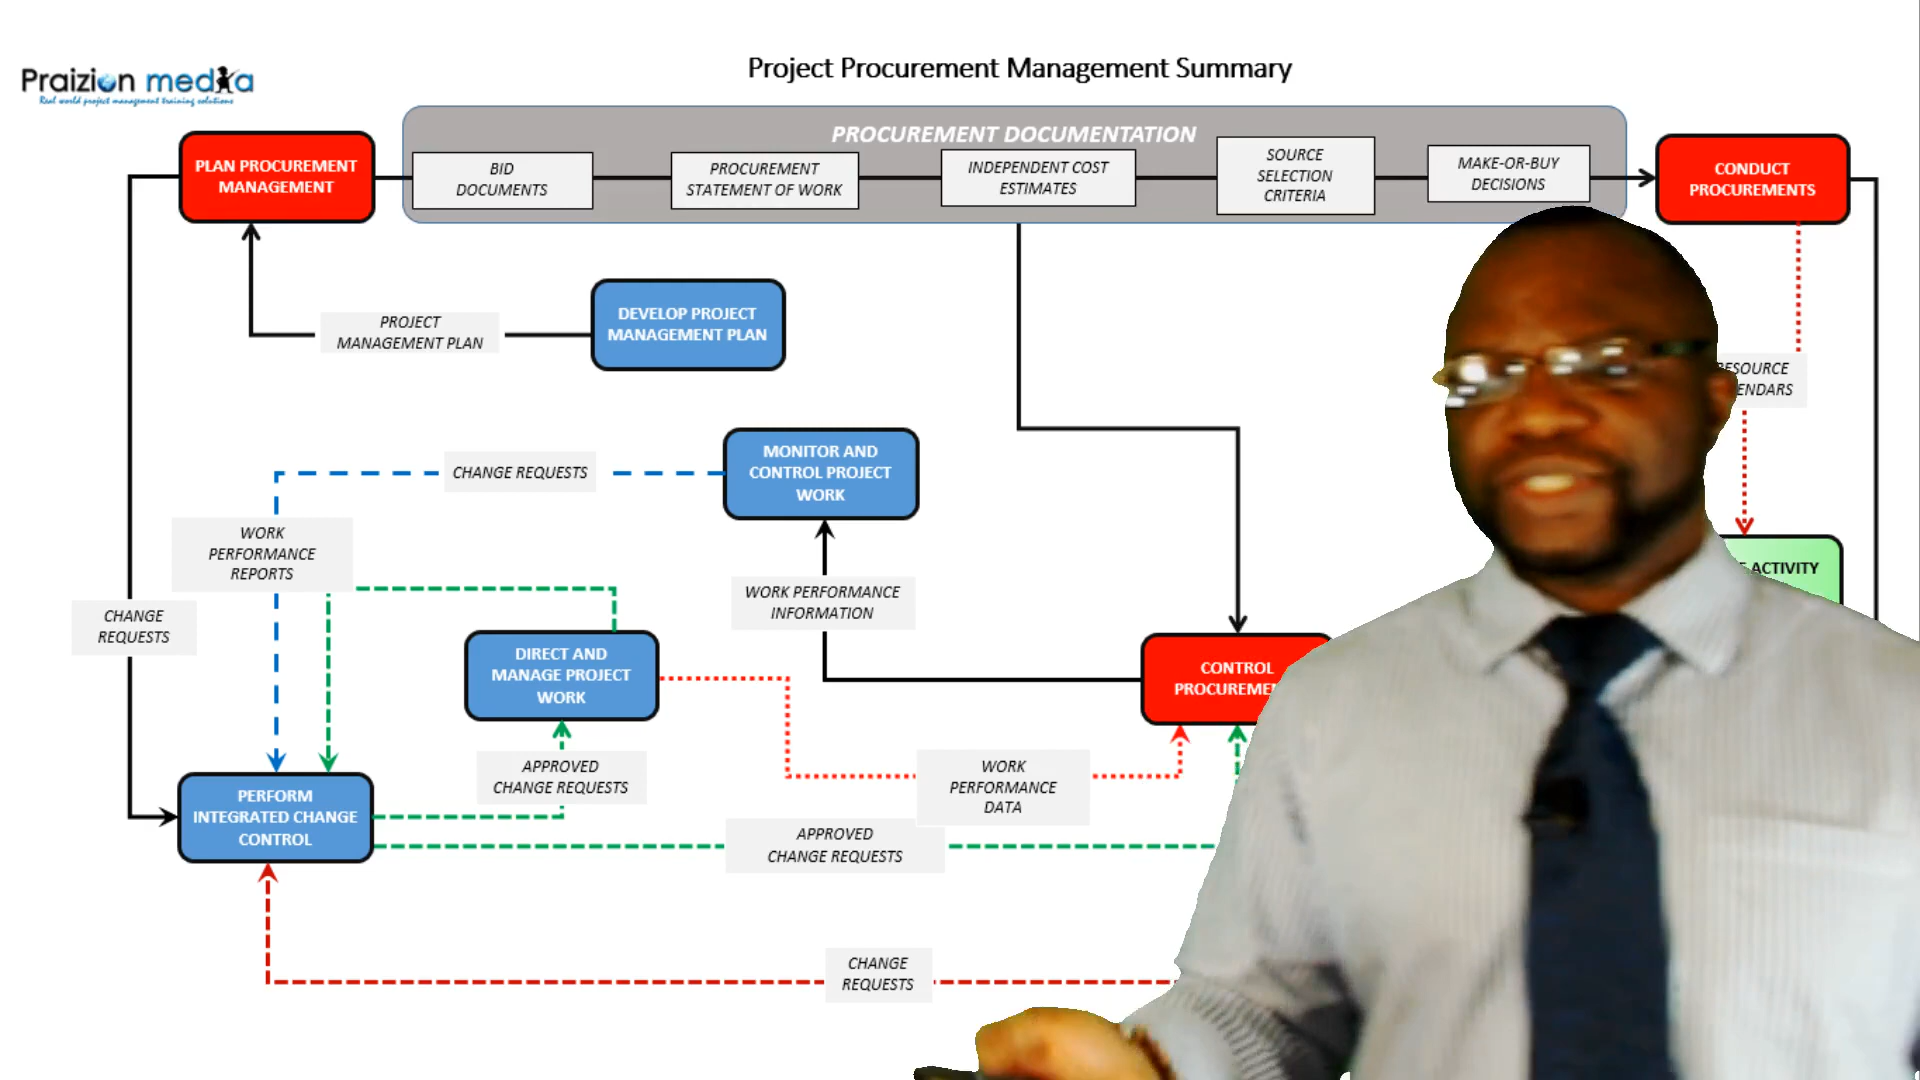 Project Procurement Management Summary
Praizion media
Real world project management training solutions
PROCUREMENT DOCUMENTATION
PLAN PROCUREMENT
MANAGEMENT
BID
DOCUMENTS
PROCUREMENT
STATEMENT OF WORK
INDEPENDENT COST
ESTIMATES
SOURCE
SELECTION
CRITERIA
MAKE-OR-BUY
DECISIONS
CONDUCT
PROCUREMENTS
PROJECT
MANAGEMENT PLAN
DEVELOP PROJECT
MANAGEMENT PLAN
RESOURCE
ENDARS
CHANGE REQUESTS
MONITOR AND
CONTROL PROJECT
WORK
WORK
PERFORMANCE
REPORTS
ACTIVITY
CHANGE
REQUESTS
WORK PERFORMANCE
INFORMATION
DIRECT AND
MANAGE PROJECT
WORK
CONTROL
PROCUREME
APPROVED
CHANGE REQUESTS
WORK
PERFORMANCE
DATA
PERFORM
INTEGRATED CHANGE
CONTROL
APPROVED
CHANGE REQUESTS
CHANGE
REQUESTS